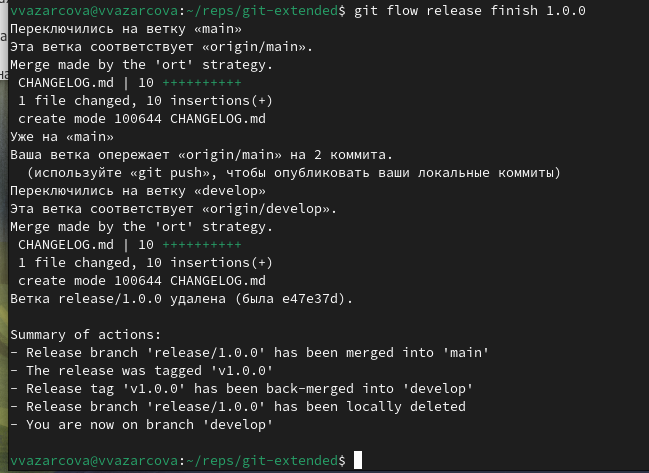 vvazarcova@vvazarcova:~/reps/git-extended$ git flow release finish 1.0.0
Переключились на ветку «main»
Эта ветка соответствует «origin/main».
Merge made by the 'ort' strategy.
 CHANGELOG.md | 10 ++++++++++
 1 file changed, 10 insertions(+)
 create mode 100644 CHANGELOG.md
Уже на «main»
Ваша ветка опережает «origin/main» на 2 коммита.
  (используйте «git push», чтобы опубликовать ваши локальные коммиты)
Переключились на ветку «develop»
Эта ветка соответствует «origin/develop».
Merge made by the 'ort' strategy.
 CHANGELOG.md | 10 ++++++++++
 1 file changed, 10 insertions(+)
 create mode 100644 CHANGELOG.md
Ветка release/1.0.0 удалена (была e47e37d).

Summary of actions:
- Release branch 'release/1.0.0' has been merged into 'main'
- The release was tagged 'v1.0.0'
- Release tag 'v1.0.0' has been back-merged into 'develop'
- Release branch 'release/1.0.0' has been locally deleted
- You are now on branch 'develop'

vvazarcova@vvazarcova:~/reps/git-extended$